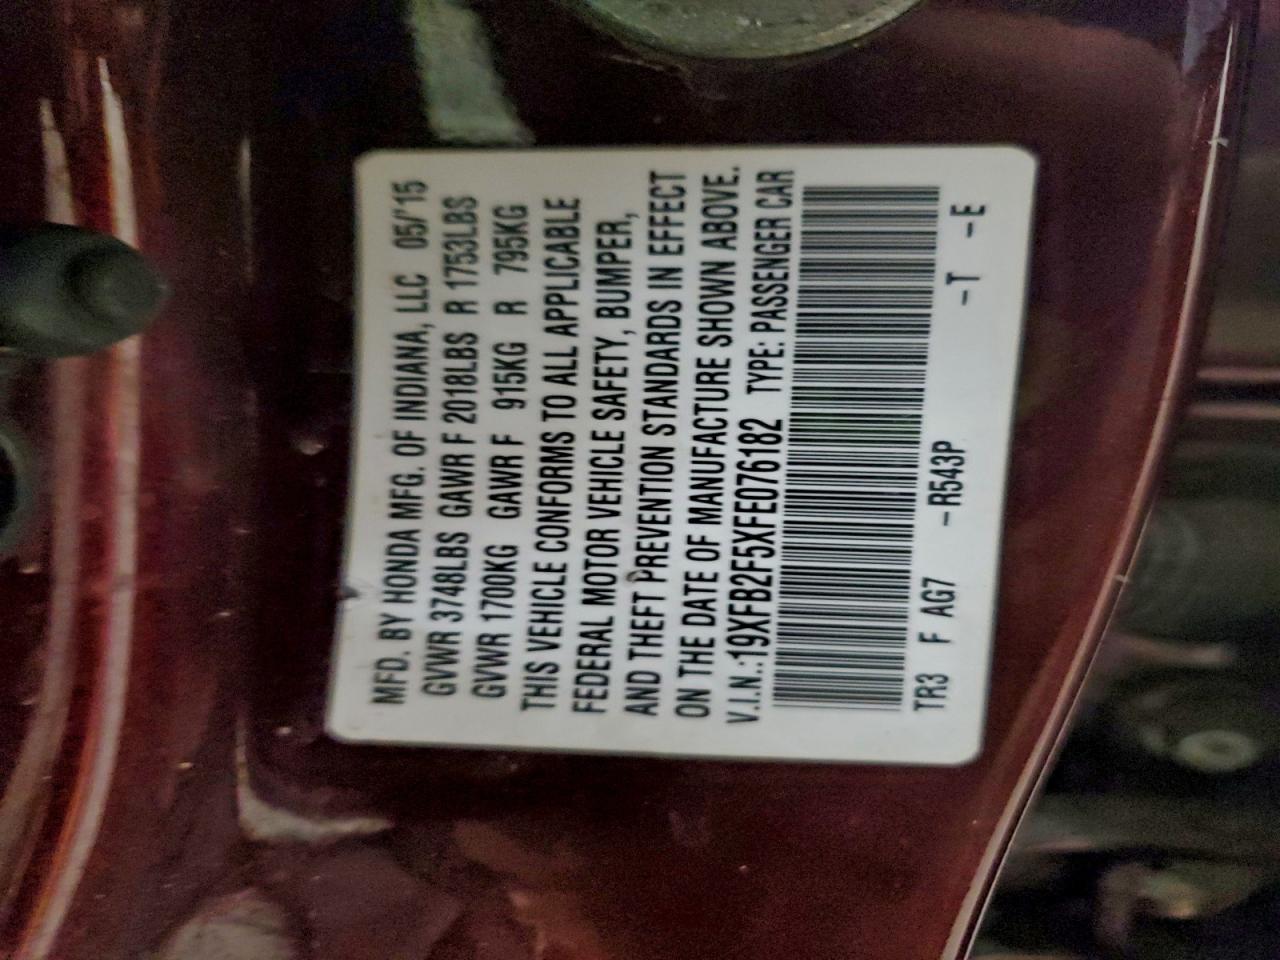 MFD. BY HONDA MFG. OF INDIANA, LLC 05/'15
GVWR 3748LBS GAWR F 2018LBS R 1753LBS
GVWR 1700KG GAWR F 915KG R 795KG
THIS VEHICLE CONFORMS TO ALL APPLICABLE
FEDERAL MOTOR VEHICLE SAFETY, BUMPER,
AND THEFT PREVENTION STANDARDS IN EFFECT
ON THE DATE OF MANUFACTURE SHOWN ABOVE.
V.I.N.:19XFB2F5XFE076182 TYPE: PASSENGER CAR
TR3 F AG7 -R543P -T -E